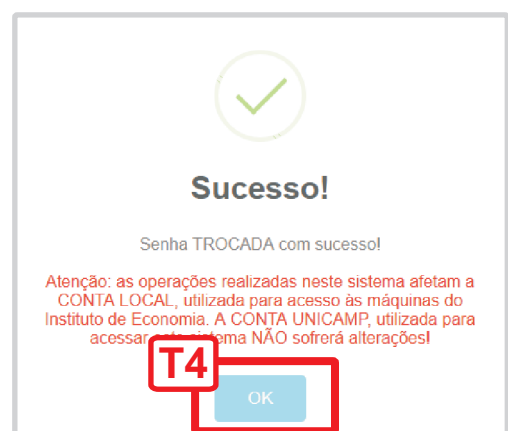 Sucesso!
Senha TROCADA com sucesso!
Atenção: as operações realizadas neste sistema afetam a
CONTA LOCAL, utilizada para acesso às máquinas do
Instituto de Economia. A CONTA UNICAMP, utilizada para
acessar sistema NÃO sofrerá alterações!
T4
OK